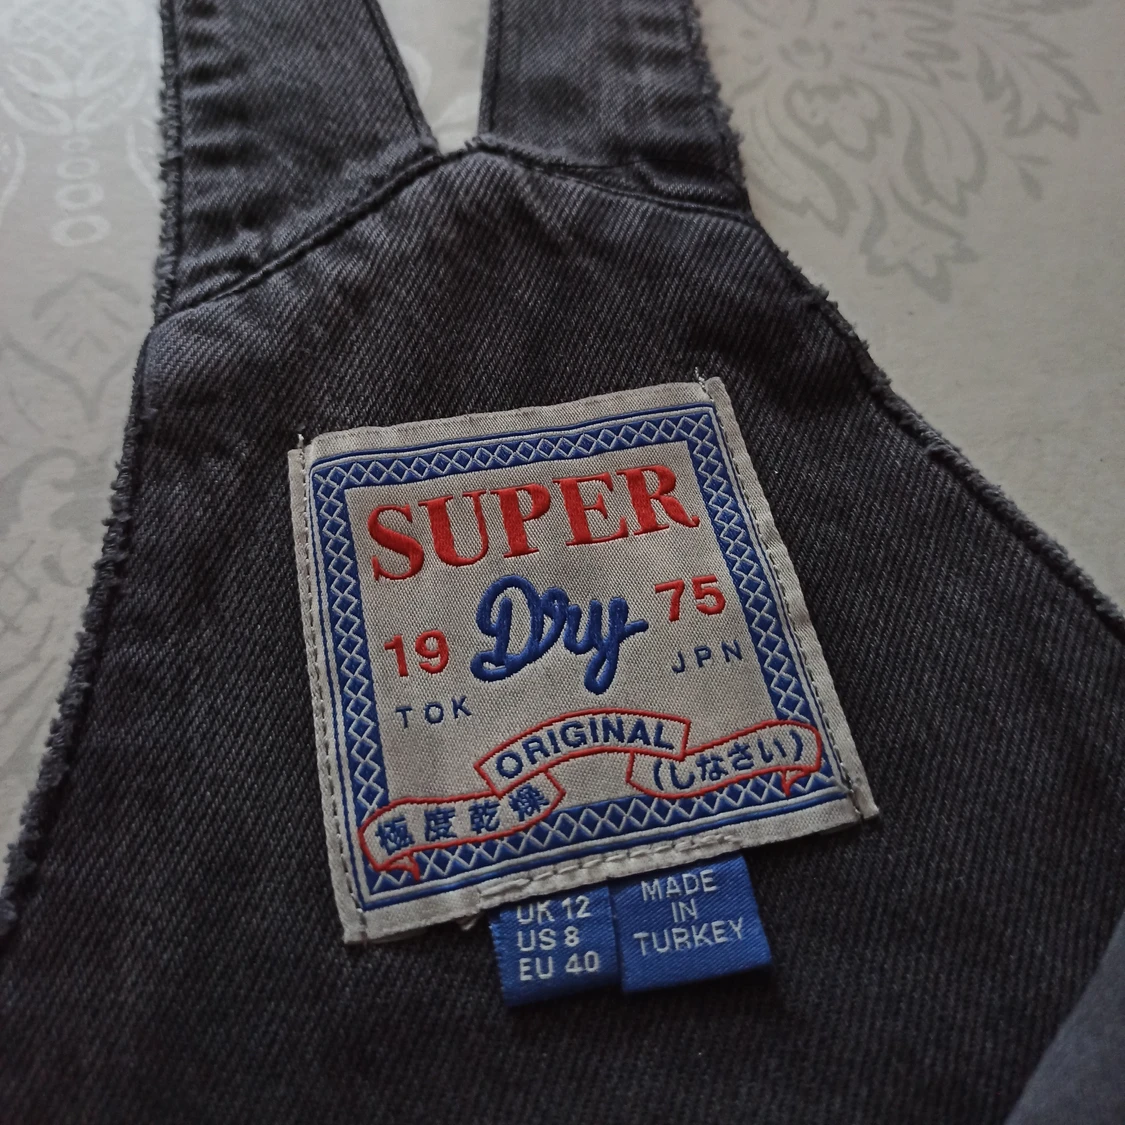 SUPER
19 Dry 75
TOK JPN
ORIGINAL
極度乾燥 (しなさい)
UK 12
US 8
EU 40
MADE
IN
TURKEY